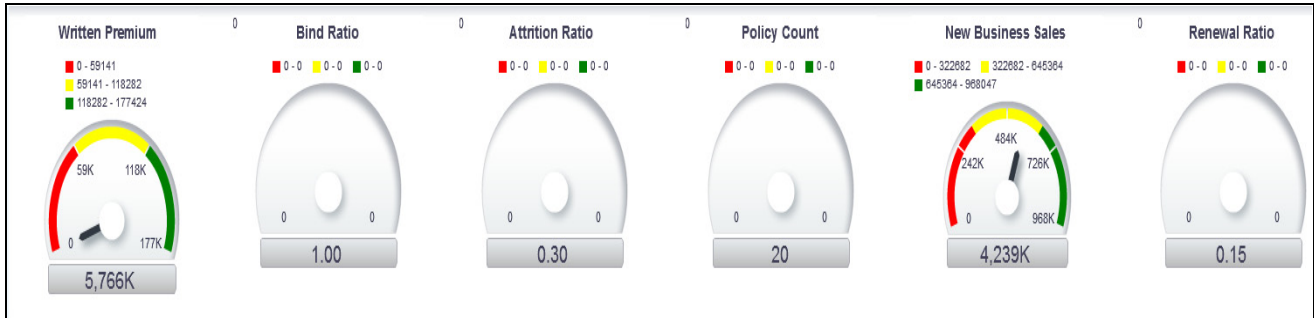 Written Premium
0 - 59141
59141 - 118282
118282 - 177424
59K 118K
0 177K
5,766K
0
Bind Ratio
0 - 0 0 - 0 0 - 0
0 0
1.00
0
Attrition Ratio
0 - 0 0 - 0 0 - 0
0 0
0.30
0
Policy Count
0 - 0 0 - 0 0 - 0
0 0
20
0
New Business Sales
0 - 322682 322682 - 645364
645364 - 968047
484K
242K 726K
0 968K
4,239K
0
Renewal Ratio
0 - 0 0 - 0 0 - 0
0 0
0.15